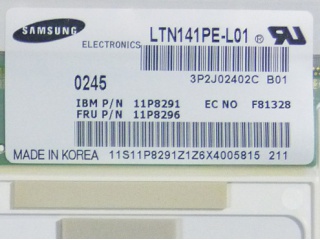 SAMSUNG
ELECTRONICS
LTN141PE-L01 ®
0245
3P2J02402C B01
IBM P/N 11P8291 EC NO F81328
FRU P/N 11P8296
MADE IN KOREA 11S11P8291Z1Z6X4005815 211